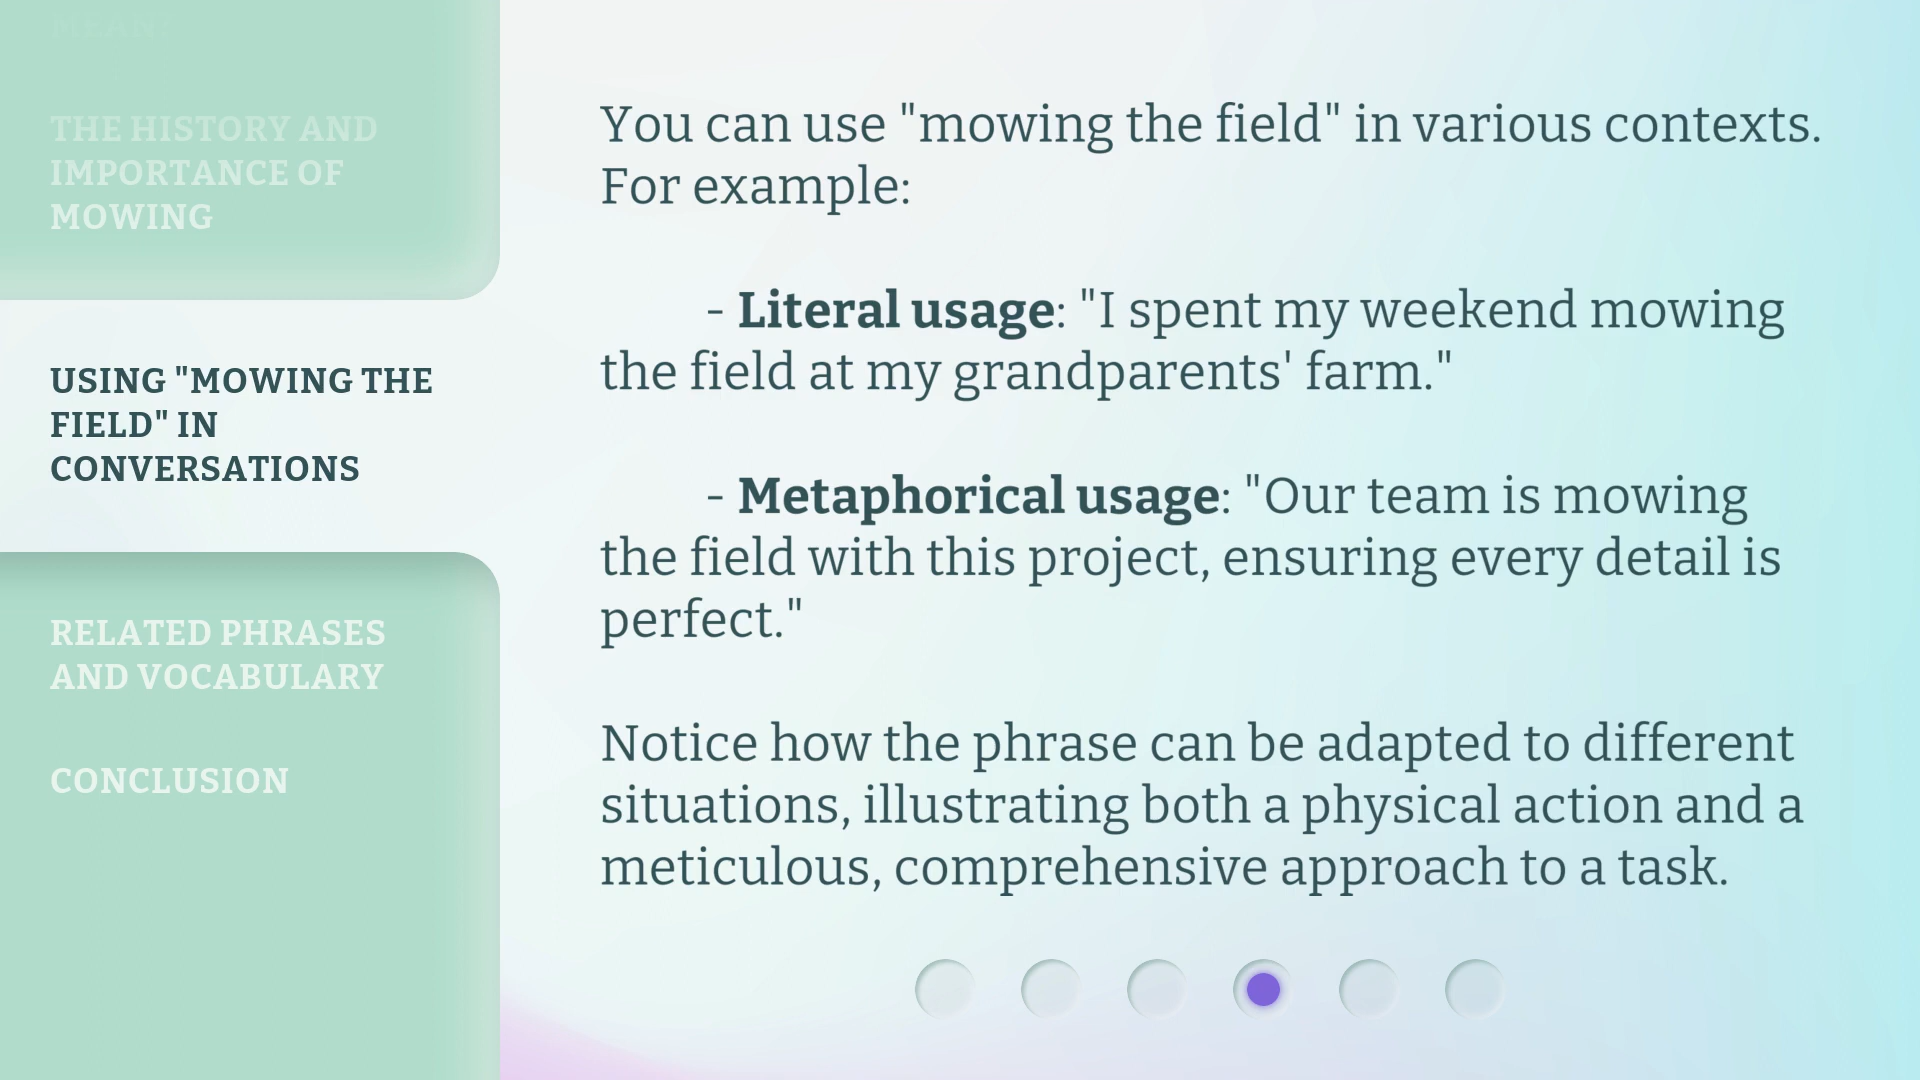 MEAN?
THE HISTORY AND
IMPORTANCE OF
MOWING
USING "MOWING THE
FIELD" IN
CONVERSATIONS
RELATED PHRASES
AND VOCABULARY
CONCLUSION
You can use "mowing the field" in various contexts.
For example:
- Literal usage: "I spent my weekend mowing
the field at my grandparents' farm."
- Metaphorical usage: "Our team is mowing
the field with this project, ensuring every detail is
perfect."
Notice how the phrase can be adapted to different
situations, illustrating both a physical action and a
meticulous, comprehensive approach to a task.